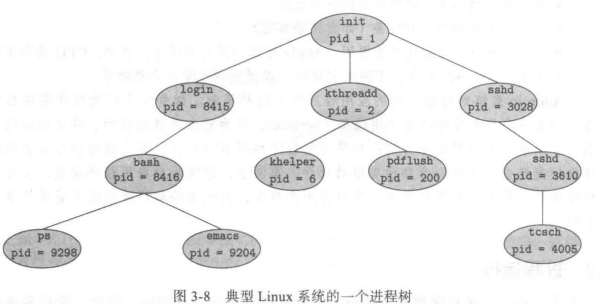 init
pid = 1
login
pid = 8415
kthreadd
pid = 2
sshd
pid = 3028
bash
pid = 8416
khelper
pid = 6
pdflush
pid = 200
sshd
pid = 3610
ps
pid = 9298
emacs
pid = 9204
tcsch
pid = 4005
图 3-8 典型 Linux 系统的一个进程树